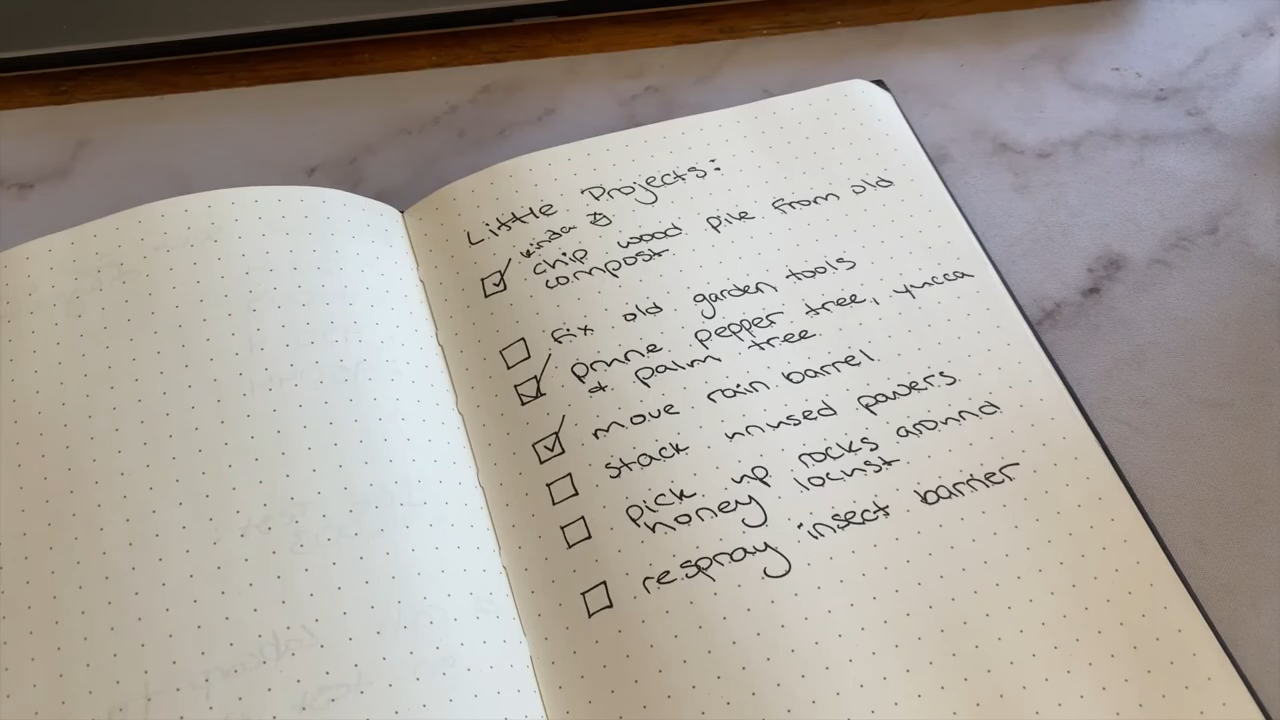 Little Projects:
kinda
chip wood pile from old
compost
fix old garden tools
prune pepper tree, yucca
& palm tree
move rain barrel
stack unused pavers
pick up rocks around
honey locust
respray insect barrier